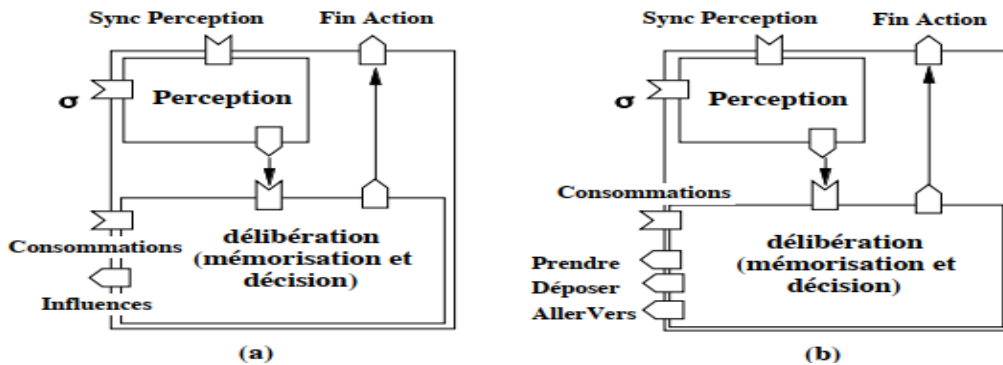 Sync Perception
Fin Action
σ
Perception
Consommations
délibération
(mémorisation et
décision)
Influences
(a)
Sync Perception
Fin Action
σ
Perception
Consommations
délibération
(mémorisation et
décision)
Prendre
Déposer
AllerVers
(b)